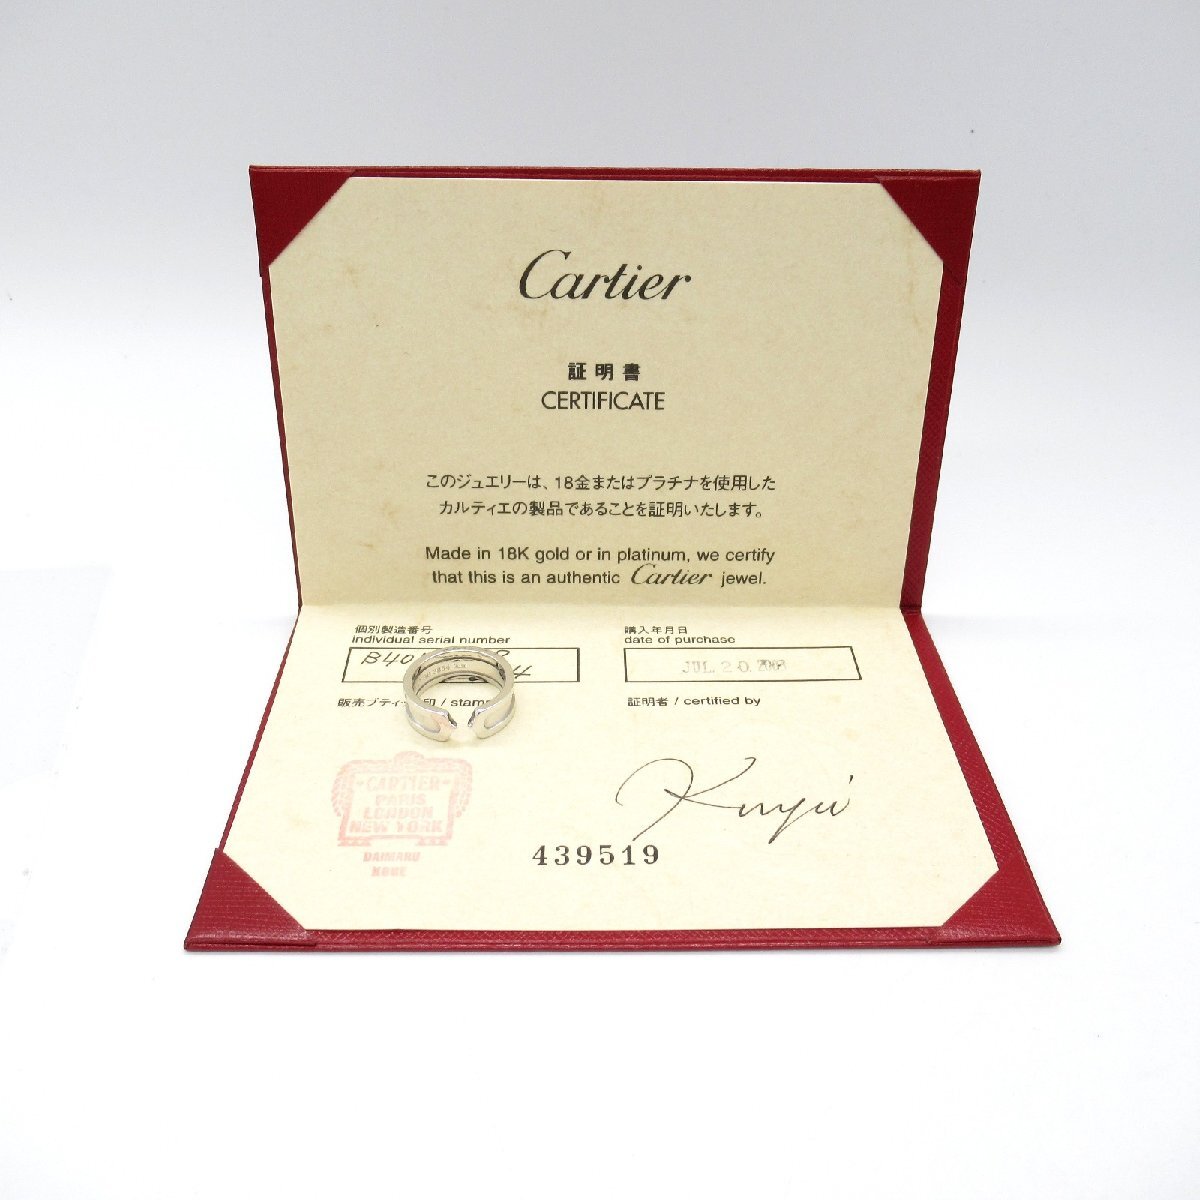 Cartier
証明書
CERTIFICATE
このジュエリーは、18金またはプラチナを使用した
カルティエの製品であることを証明いたします。
Made in 18K gold or in platinum, we certify
that this is an authentic Cartier jewel.
個別製造番号
individual serial number
購入年月日
date of purchase
JUL 20.
販売ブティ 印 / stamp
証明者 / certified by
CARTIER
PARIS
LONDON
NEW YORK
DAIMARU
KOBE
439519